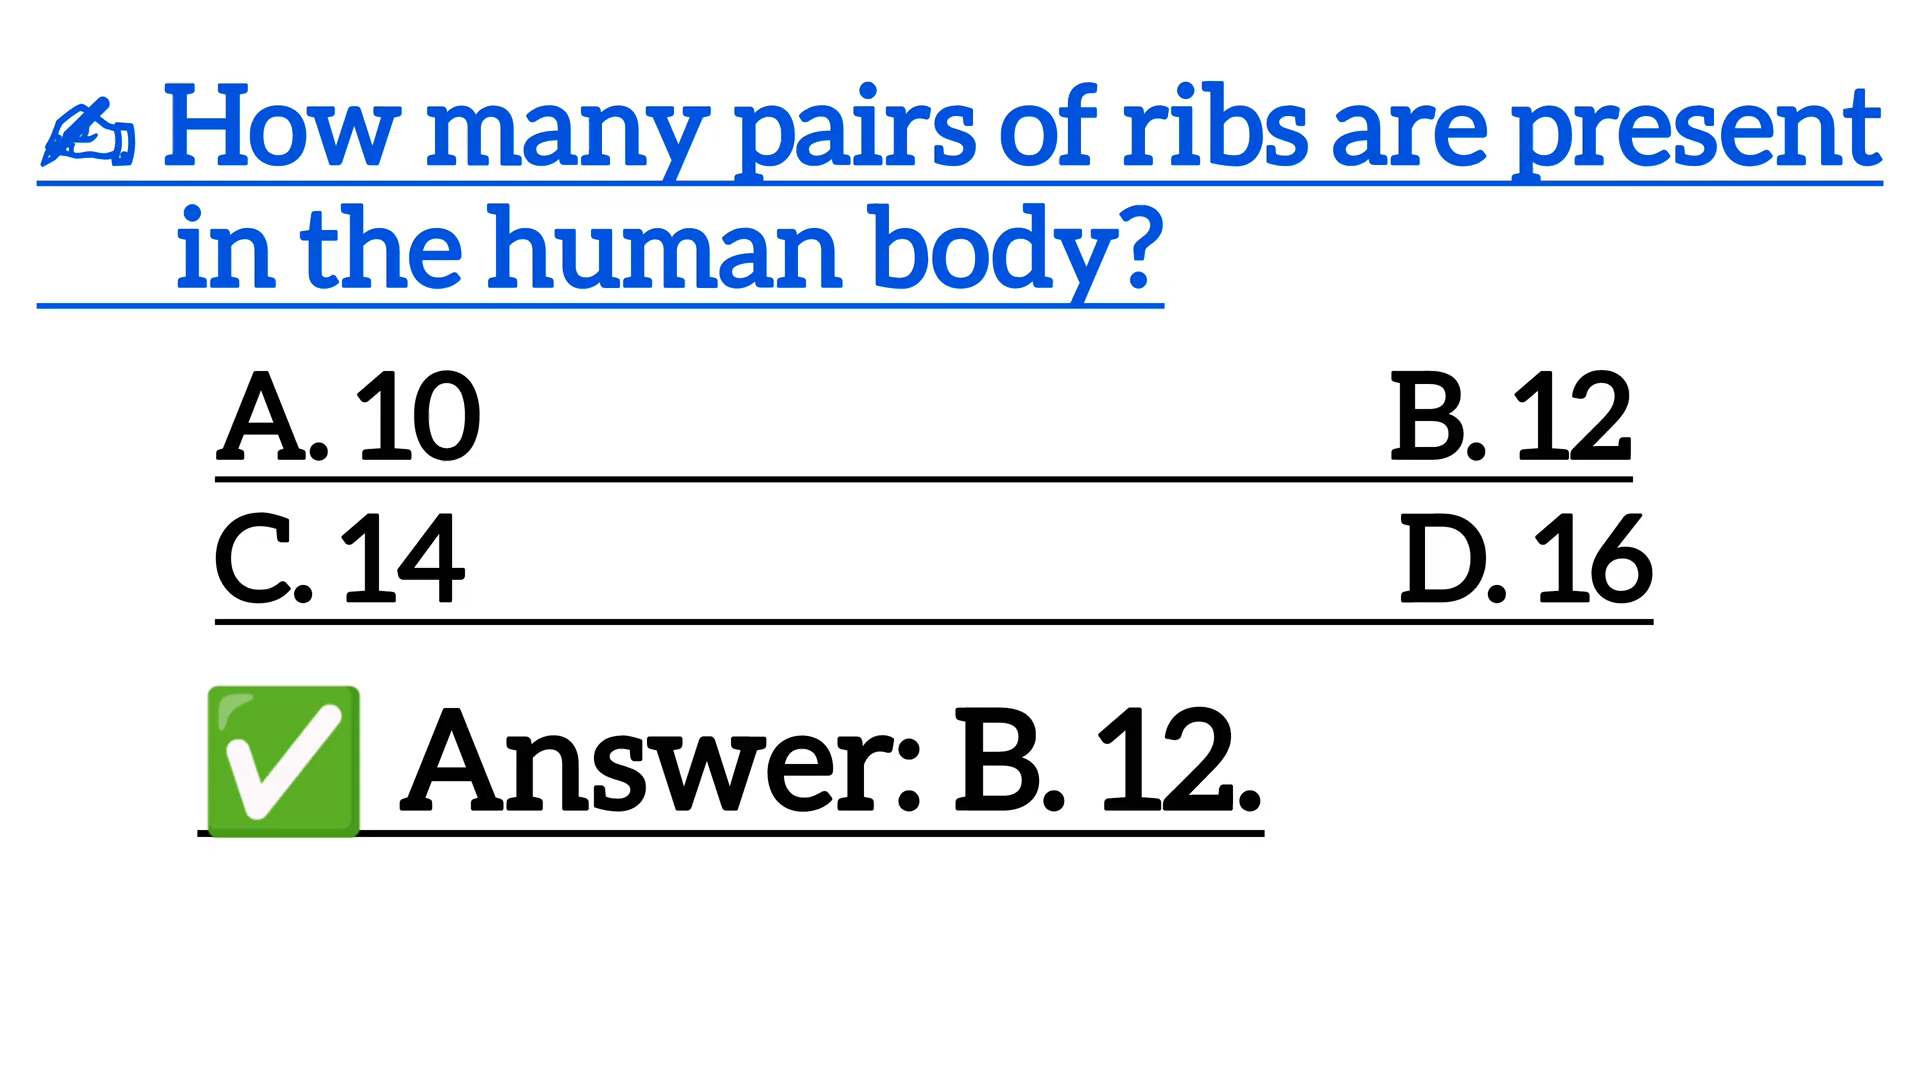 ✍ How many pairs of ribs are present
in the human body?
A. 10 B. 12
C. 14 D. 16
✅ Answer: B. 12.